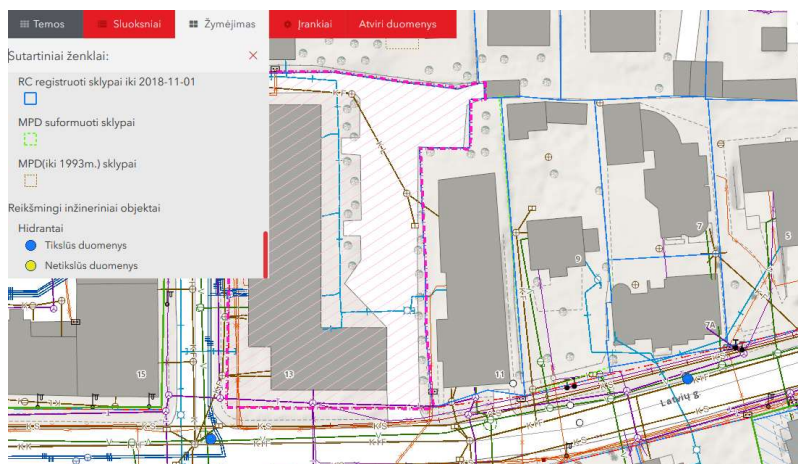 Temos
Sluoksniai
Žymėjimas
Įrankiai
Atviri duomenys
Sutartiniai ženklai:
RC registruoti sklypai iki 2018-11-01
MPD suformuoti sklypai
MPD(iki 1993m.) sklypai
Reikšmingi inžineriniai objektai
Hidrantai
Tikslūs duomenys
Netikslūs duomenys
7
5
9
7A
15
13
11
Latvių g.